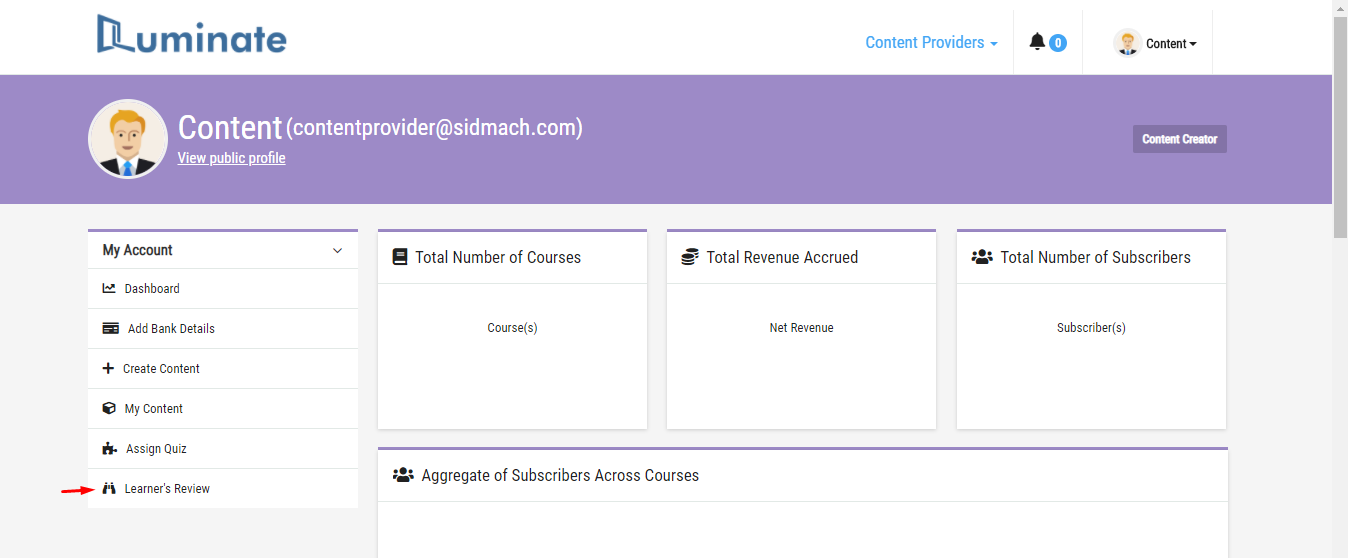 Luminate
Content Providers
0
Content
Content (contentprovider@sidmach.com)
View public profile
Content Creator
My Account
Dashboard
Add Bank Details
Create Content
My Content
Assign Quiz
Learner's Review
Total Number of Courses
Course(s)
Total Revenue Accrued
Net Revenue
Total Number of Subscribers
Subscriber(s)
Aggregate of Subscribers Across Courses